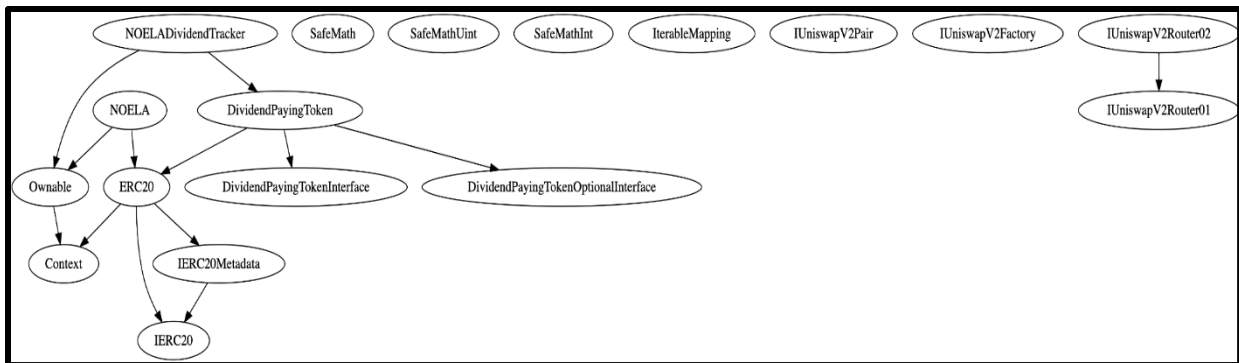 NOELADividendTracker
SafeMath
SafeMathUint
SafeMathInt
IterableMapping
IUniswapV2Pair
IUniswapV2Factory
IUniswapV2Router02
NOELA
DividendPayingToken
IUniswapV2Router01
Ownable
ERC20
DividendPayingTokenInterface
DividendPayingTokenOptionalInterface
Context
IERC20Metadata
IERC20